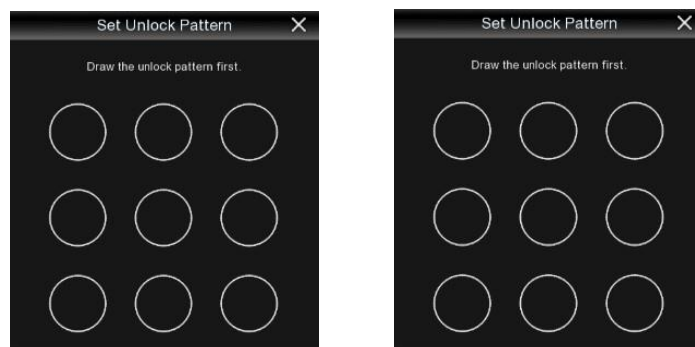 Set Unlock Pattern
Draw the unlock pattern first.
Set Unlock Pattern
Draw the unlock pattern first.